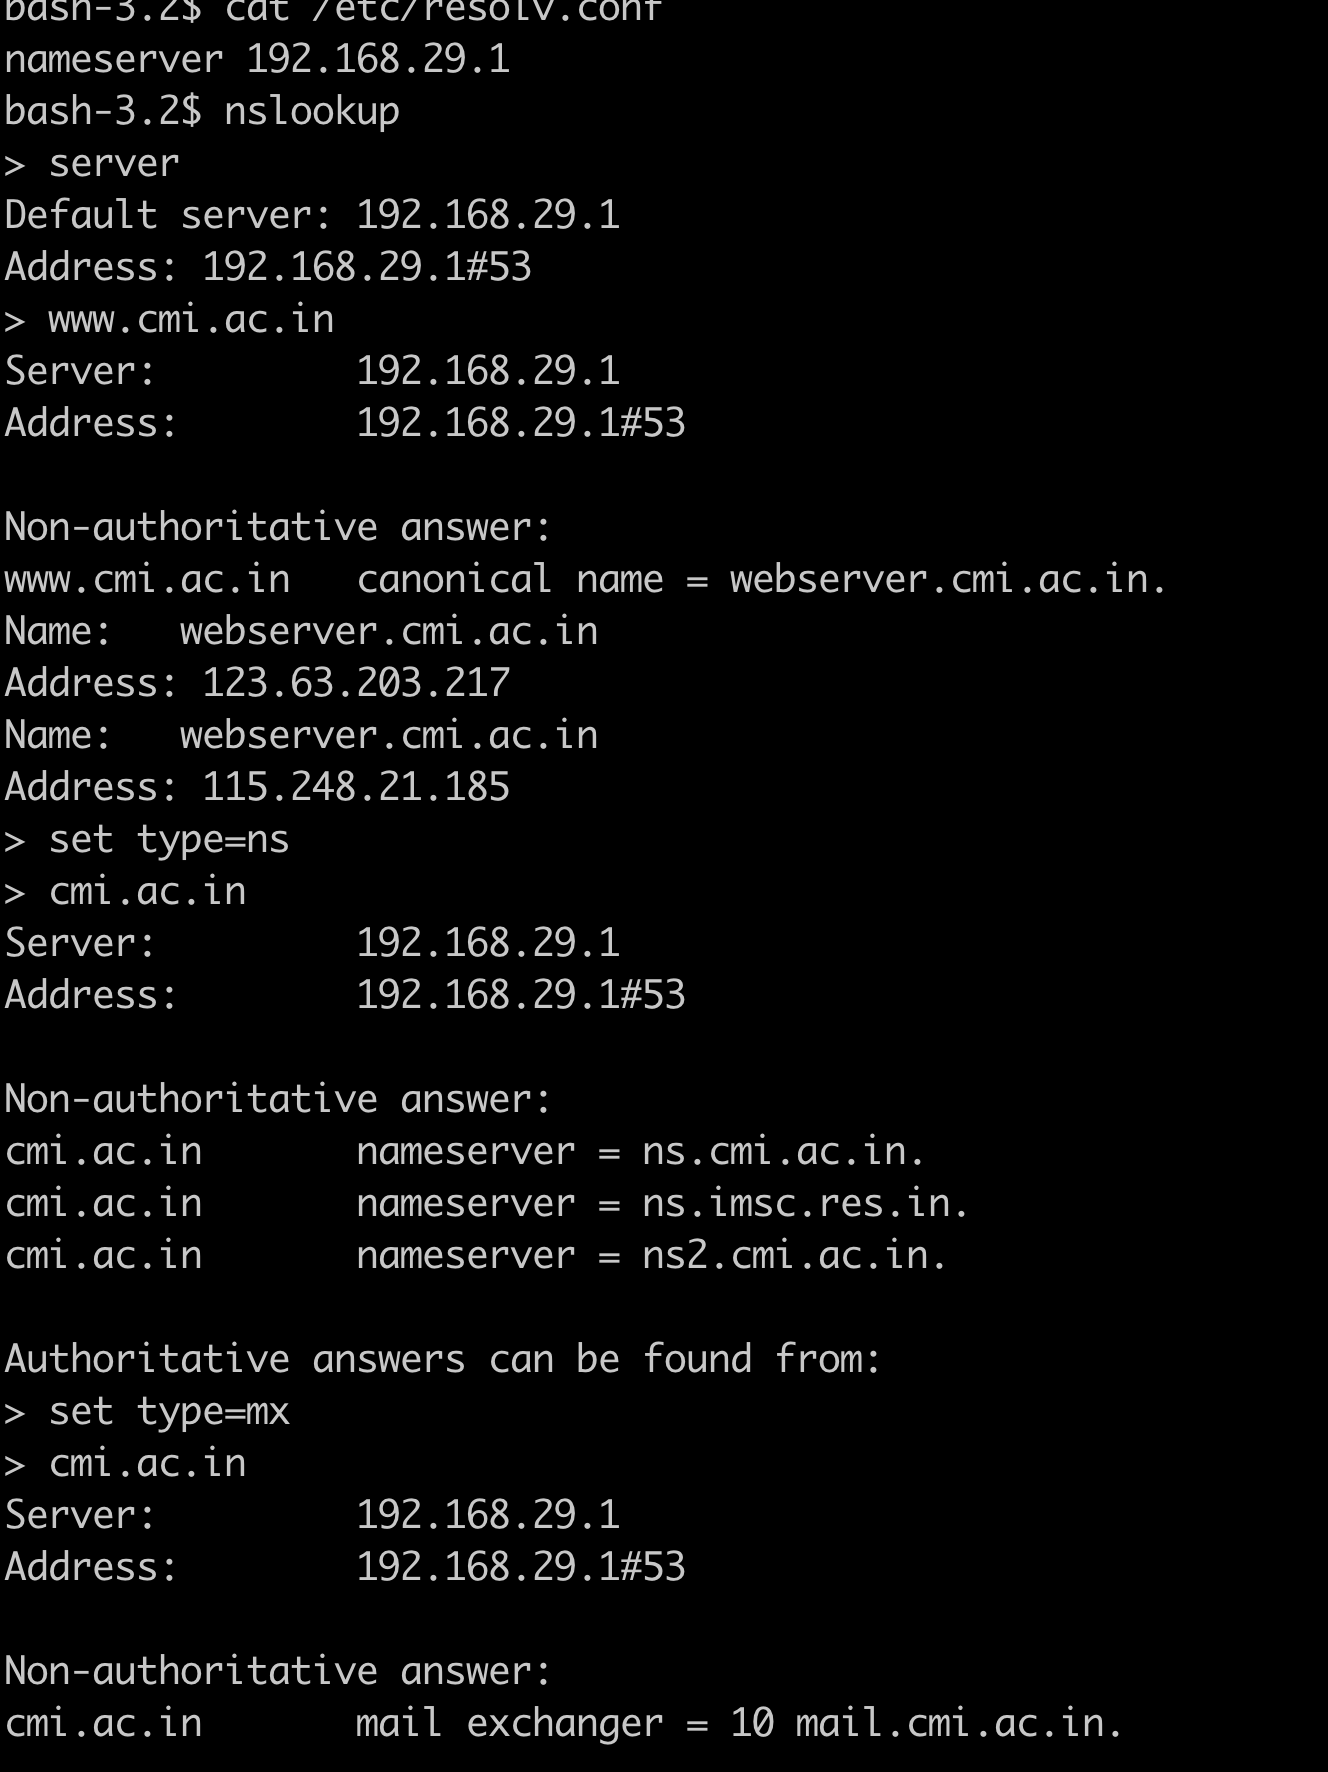 bash-3.2$ cat /etc/resolv.conf
nameserver 192.168.29.1
bash-3.2$ nslookup
> server
Default server: 192.168.29.1
Address: 192.168.29.1#53
> www.cmi.ac.in
Server:         192.168.29.1
Address:        192.168.29.1#53

Non-authoritative answer:
www.cmi.ac.in   canonical name = webserver.cmi.ac.in.
Name:   webserver.cmi.ac.in
Address: 123.63.203.217
Name:   webserver.cmi.ac.in
Address: 115.248.21.185
> set type=ns
> cmi.ac.in
Server:         192.168.29.1
Address:        192.168.29.1#53

Non-authoritative answer:
cmi.ac.in       nameserver = ns.cmi.ac.in.
cmi.ac.in       nameserver = ns.imsc.res.in.
cmi.ac.in       nameserver = ns2.cmi.ac.in.

Authoritative answers can be found from:
> set type=mx
> cmi.ac.in
Server:         192.168.29.1
Address:        192.168.29.1#53

Non-authoritative answer:
cmi.ac.in       mail exchanger = 10 mail.cmi.ac.in.